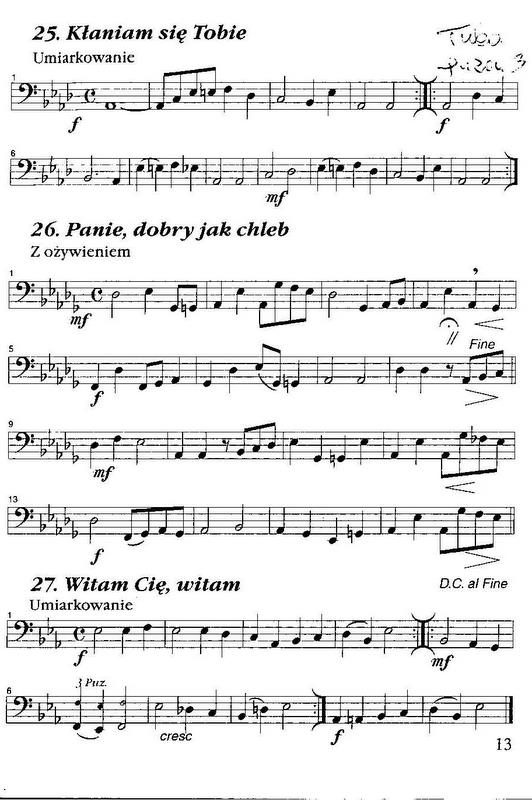 25. Kłaniam się Tobie
Tuba
puzon 3
Umiarkowanie
1
f
f
6
mf
26. Panie, dobry jak chleb
Z ożywieniem
1
mf
5
Fine
f
9
mf
13
f
D.C. al Fine
27. Witam Cię, witam
Umiarkowanie
1
f
mf
6
3 Puz.
cresc
f
13